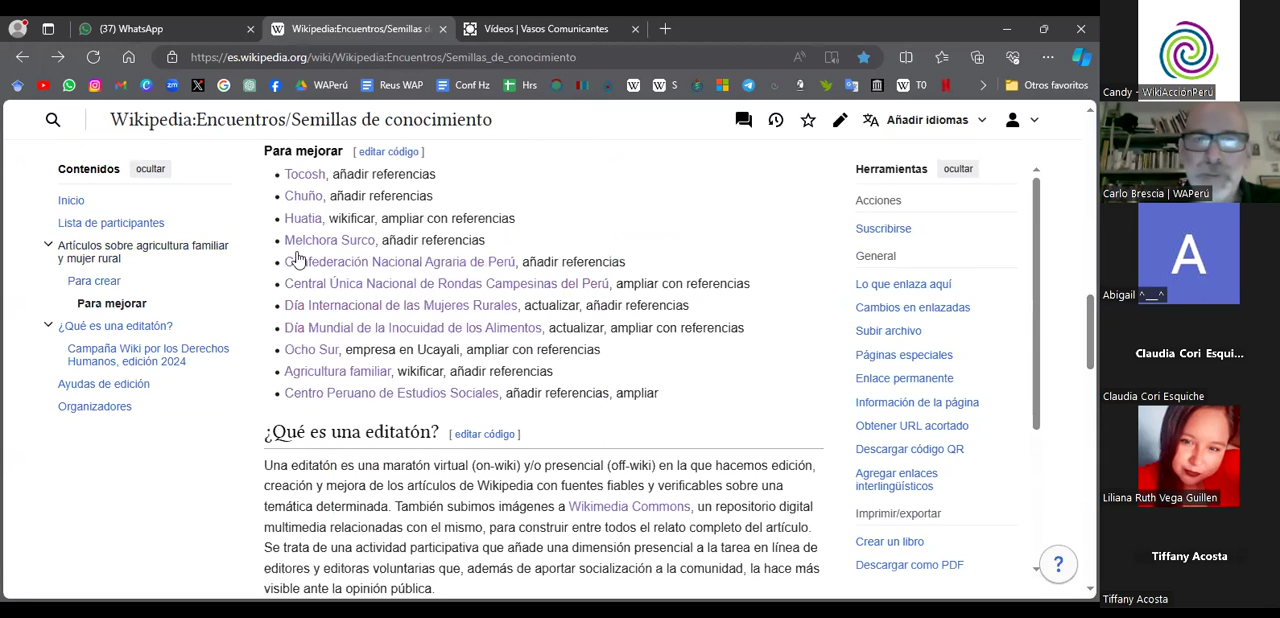 (37) WhatsApp
Wikipedia:Encuentros/Semillas d
Vídeos | Vasos Comunicantes
https://es.wikipedia.org/wiki/Wikipedia:Encuentros/Semillas_de_conocimiento
WAPerú
Reus WAP
Conf Hz
Hrs
W S
T0
Otros favoritos
Wikipedia:Encuentros/Semillas de conocimiento
Añadir idiomas
Contenidos
ocultar
Inicio
Lista de participantes
Artículos sobre agricultura familiar
y mujer rural
Para crear
Para mejorar
¿Qué es una editatón?
Campaña Wiki por los Derechos
Humanos, edición 2024
Ayudas de edición
Organizadores
Para mejorar [ editar código ]
Tocosh, añadir referencias
Chuño, añadir referencias
Huatia, wikificar, ampliar con referencias
Melchora Surco, añadir referencias
Confederación Nacional Agraria de Perú, añadir referencias
Central Única Nacional de Rondas Campesinas del Perú, ampliar con referencias
Día Internacional de las Mujeres Rurales, actualizar, añadir referencias
Día Mundial de la Inocuidad de los Alimentos, actualizar, ampliar con referencias
Ocho Sur, empresa en Ucayali, ampliar con referencias
Agricultura familiar, wikificar, añadir referencias
Centro Peruano de Estudios Sociales, añadir referencias, ampliar
¿Qué es una editatón? [ editar código ]
Una editatón es una maratón virtual (on-wiki) y/o presencial (off-wiki) en la que hacemos edición,
creación y mejora de los artículos de Wikipedia con fuentes fiables y verificables sobre una
temática determinada. También subimos imágenes a Wikimedia Commons, un repositorio digital
multimedia relacionadas con el mismo, para construir entre todos el relato completo del artículo.
Se trata de una actividad participativa que añade una dimensión presencial a la tarea en línea de
editores y editoras voluntarias que, además de aportar socialización a la comunidad, la hace más
visible ante la opinión pública.
Herramientas
ocultar
Acciones
Suscribirse
General
Lo que enlaza aquí
Cambios en enlazadas
Subir archivo
Páginas especiales
Enlace permanente
Información de la página
Obtener URL acortado
Descargar código QR
Agregar enlaces
interlingüísticos
Imprimir/exportar
Crear un libro
Descargar como PDF
?
Candy - WikiAcciónPerú
Carlo Brescia | WAPerú
A
Abigail ^__^
Claudia Cori Esqui...
Claudia Cori Esquiche
Liliana Ruth Vega Guillen
Tiffany Acosta
Tiffany Acosta